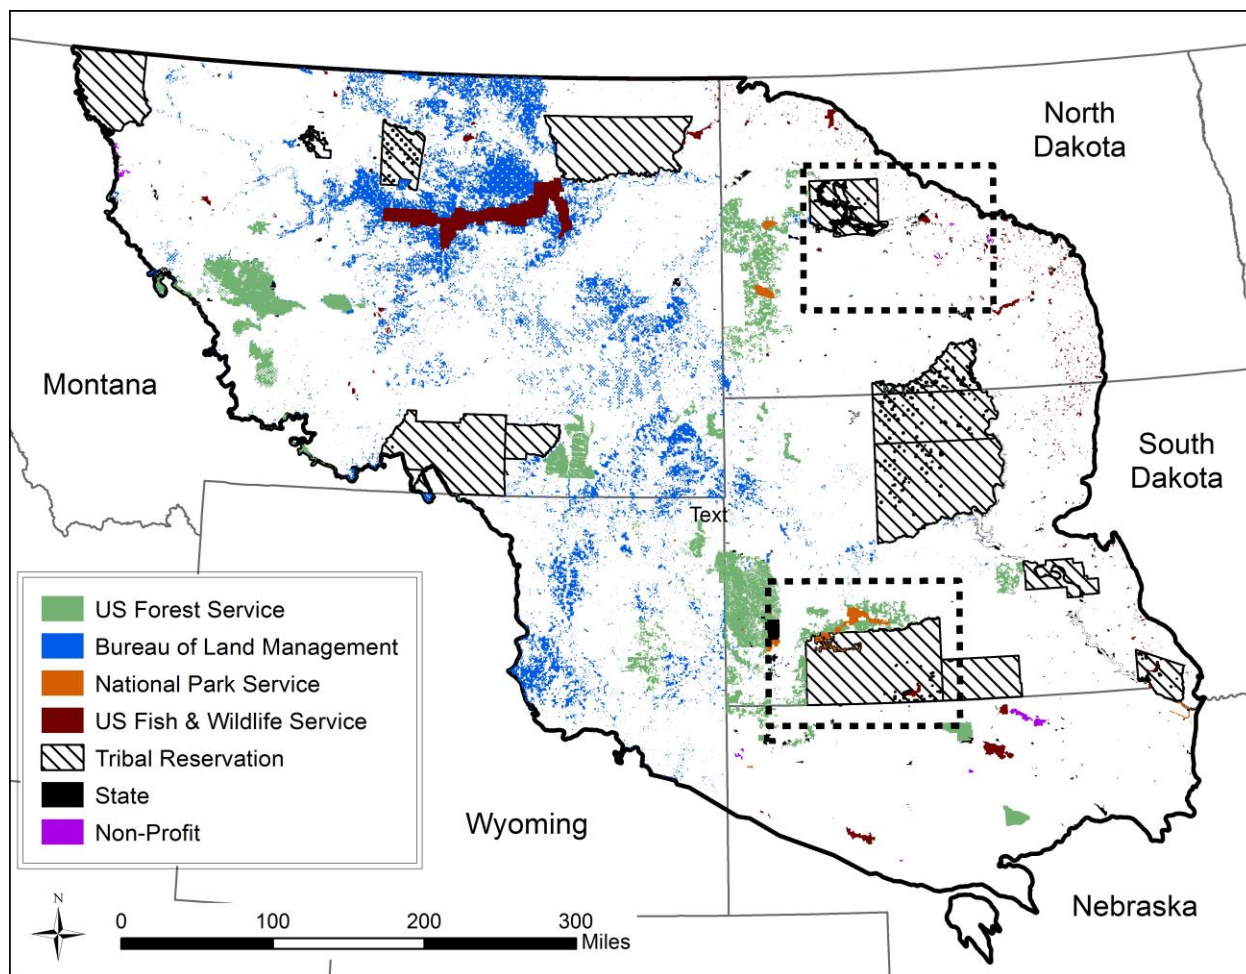 North
Dakota
Montana
South
Dakota
Text
US Forest Service
Bureau of Land Management
National Park Service
US Fish & Wildlife Service
Tribal Reservation
State
Non-Profit
Wyoming
Nebraska
N
0 100 200 300
Miles